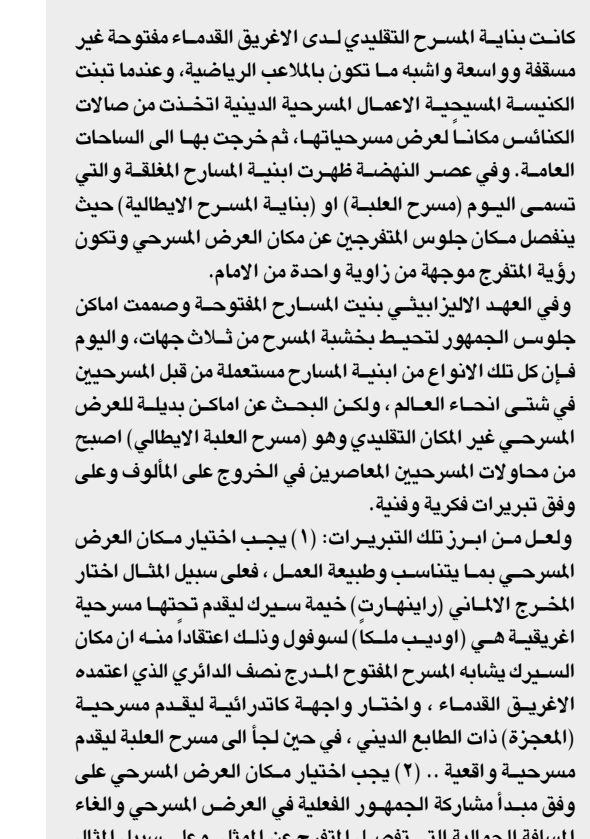 كانت بناية المسرح التقليدي لدى الاغريق القدماء مفتوحة غير
مسقفة وواسعة واشبه ما تكون بالملاعب الرياضية، وعندما تبنت
الكنيسة المسيحية الاعمال المسرحية الدينية اتخذت من صالات
الكنائس مكاناً لعرض مسرحياتها، ثم خرجت بها الى الساحات
العامة. وفي عصر النهضة ظهرت ابنية المسارح المغلقة والتي
تسمى اليوم (مسرح العلبة) او (بناية المسرح الايطالية) حيث
ينفصل مكان جلوس المتفرجين عن مكان العرض المسرحي وتكون
رؤية المتفرج موجهة من زاوية واحدة من الامام.
وفي العهد الاليزابيثي بنيت المسارح المفتوحة وصممت اماكن
جلوس الجمهور لتحيط بخشبة المسرح من ثلاث جهات، واليوم
فإن كل تلك الانواع من ابنية المسارح مستعملة من قبل المسرحيين
في شتى انحاء العالم ، ولكن البحث عن اماكن بديلة للعرض
المسرحي غير المكان التقليدي وهو (مسرح العلبة الايطالي) اصبح
من محاولات المسرحيين المعاصرين في الخروج على المألوف وعلى
وفق تبريرات فكرية وفنية.
ولعل من ابرز تلك التبريرات: (١) يجب اختيار مكان العرض
المسرحي بما يتناسب وطبيعة العمل ، فعلى سبيل المثال اختار
المخرج الالماني (راينهارت) خيمة سيرك ليقدم تحتها مسرحية
اغريقية هي (اوديب ملكاً) لسوفول وذلك اعتقاداً منه ان مكان
السيرك يشابه المسرح المفتوح المدرج نصف الدائري الذي اعتمده
الاغريق القدماء ، واختار واجهة كاتدرائية ليقدم مسرحية
(المعجزة) ذات الطابع الديني ، في حين لجأ الى مسرح العلبة ليقدم
مسرحية واقعية .. (٢) يجب اختيار مكان العرض المسرحي على
وفق مبدأ مشاركة الجمهور الفعلية في العرض المسرحي والغاء
المسافة الجمالية التي تفصل المتفرج عن الممثل وعلى سبيل المثال